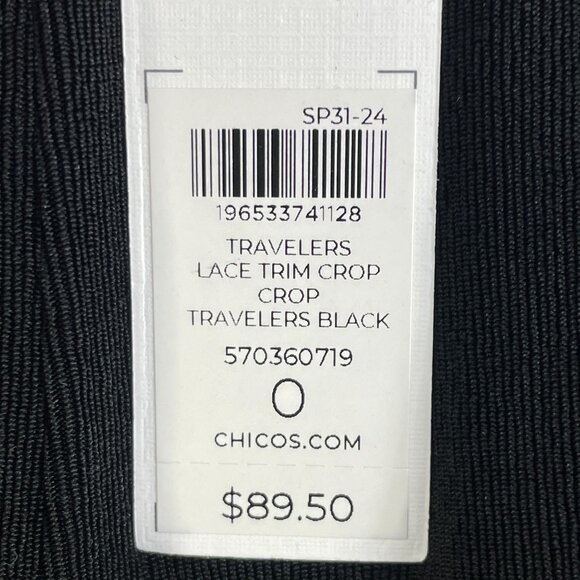 SP31-24
196533741128
TRAVELERS
LACE TRIM CROP
CROP
TRAVELERS BLACK
570360719
0
CHICOS.COM
$89.50